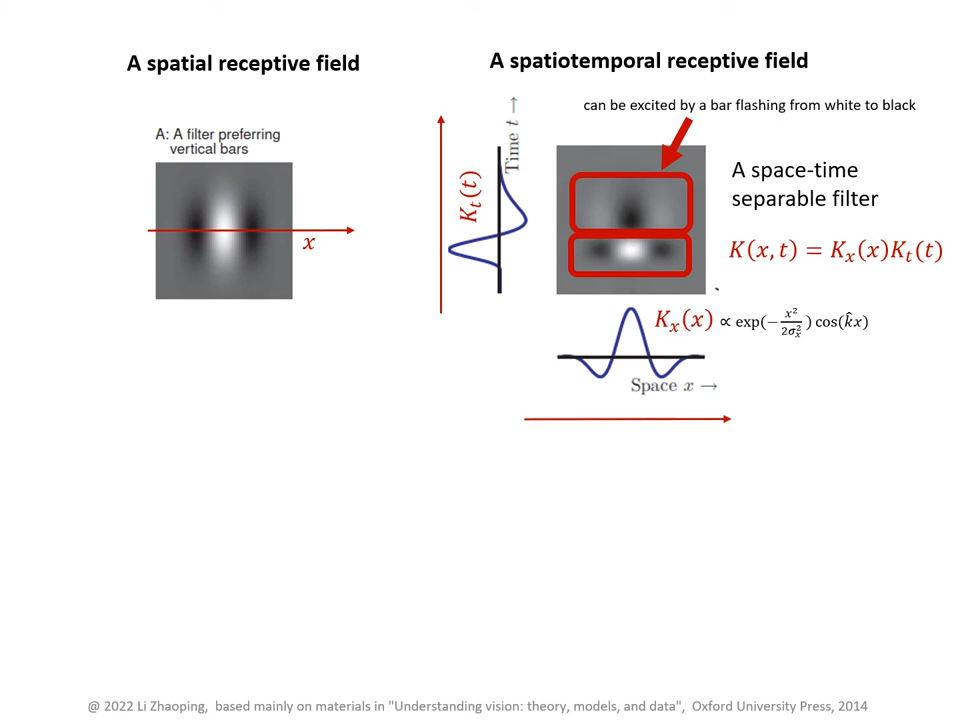 A spatial receptive field
A: A filter preferring
vertical bars
x
A spatiotemporal receptive field
can be excited by a bar flashing from white to black
Time t →
K_t(t)
A space-time
separable filter
K(x, t) = K_x(x)K_t(t)
K_x(x) ∝ exp(−x²/2σ_x²) cos(k̂x)
Space x →
@ 2022 Li Zhaoping, based mainly on materials in "Understanding vision: theory, models, and data", Oxford University Press, 2014